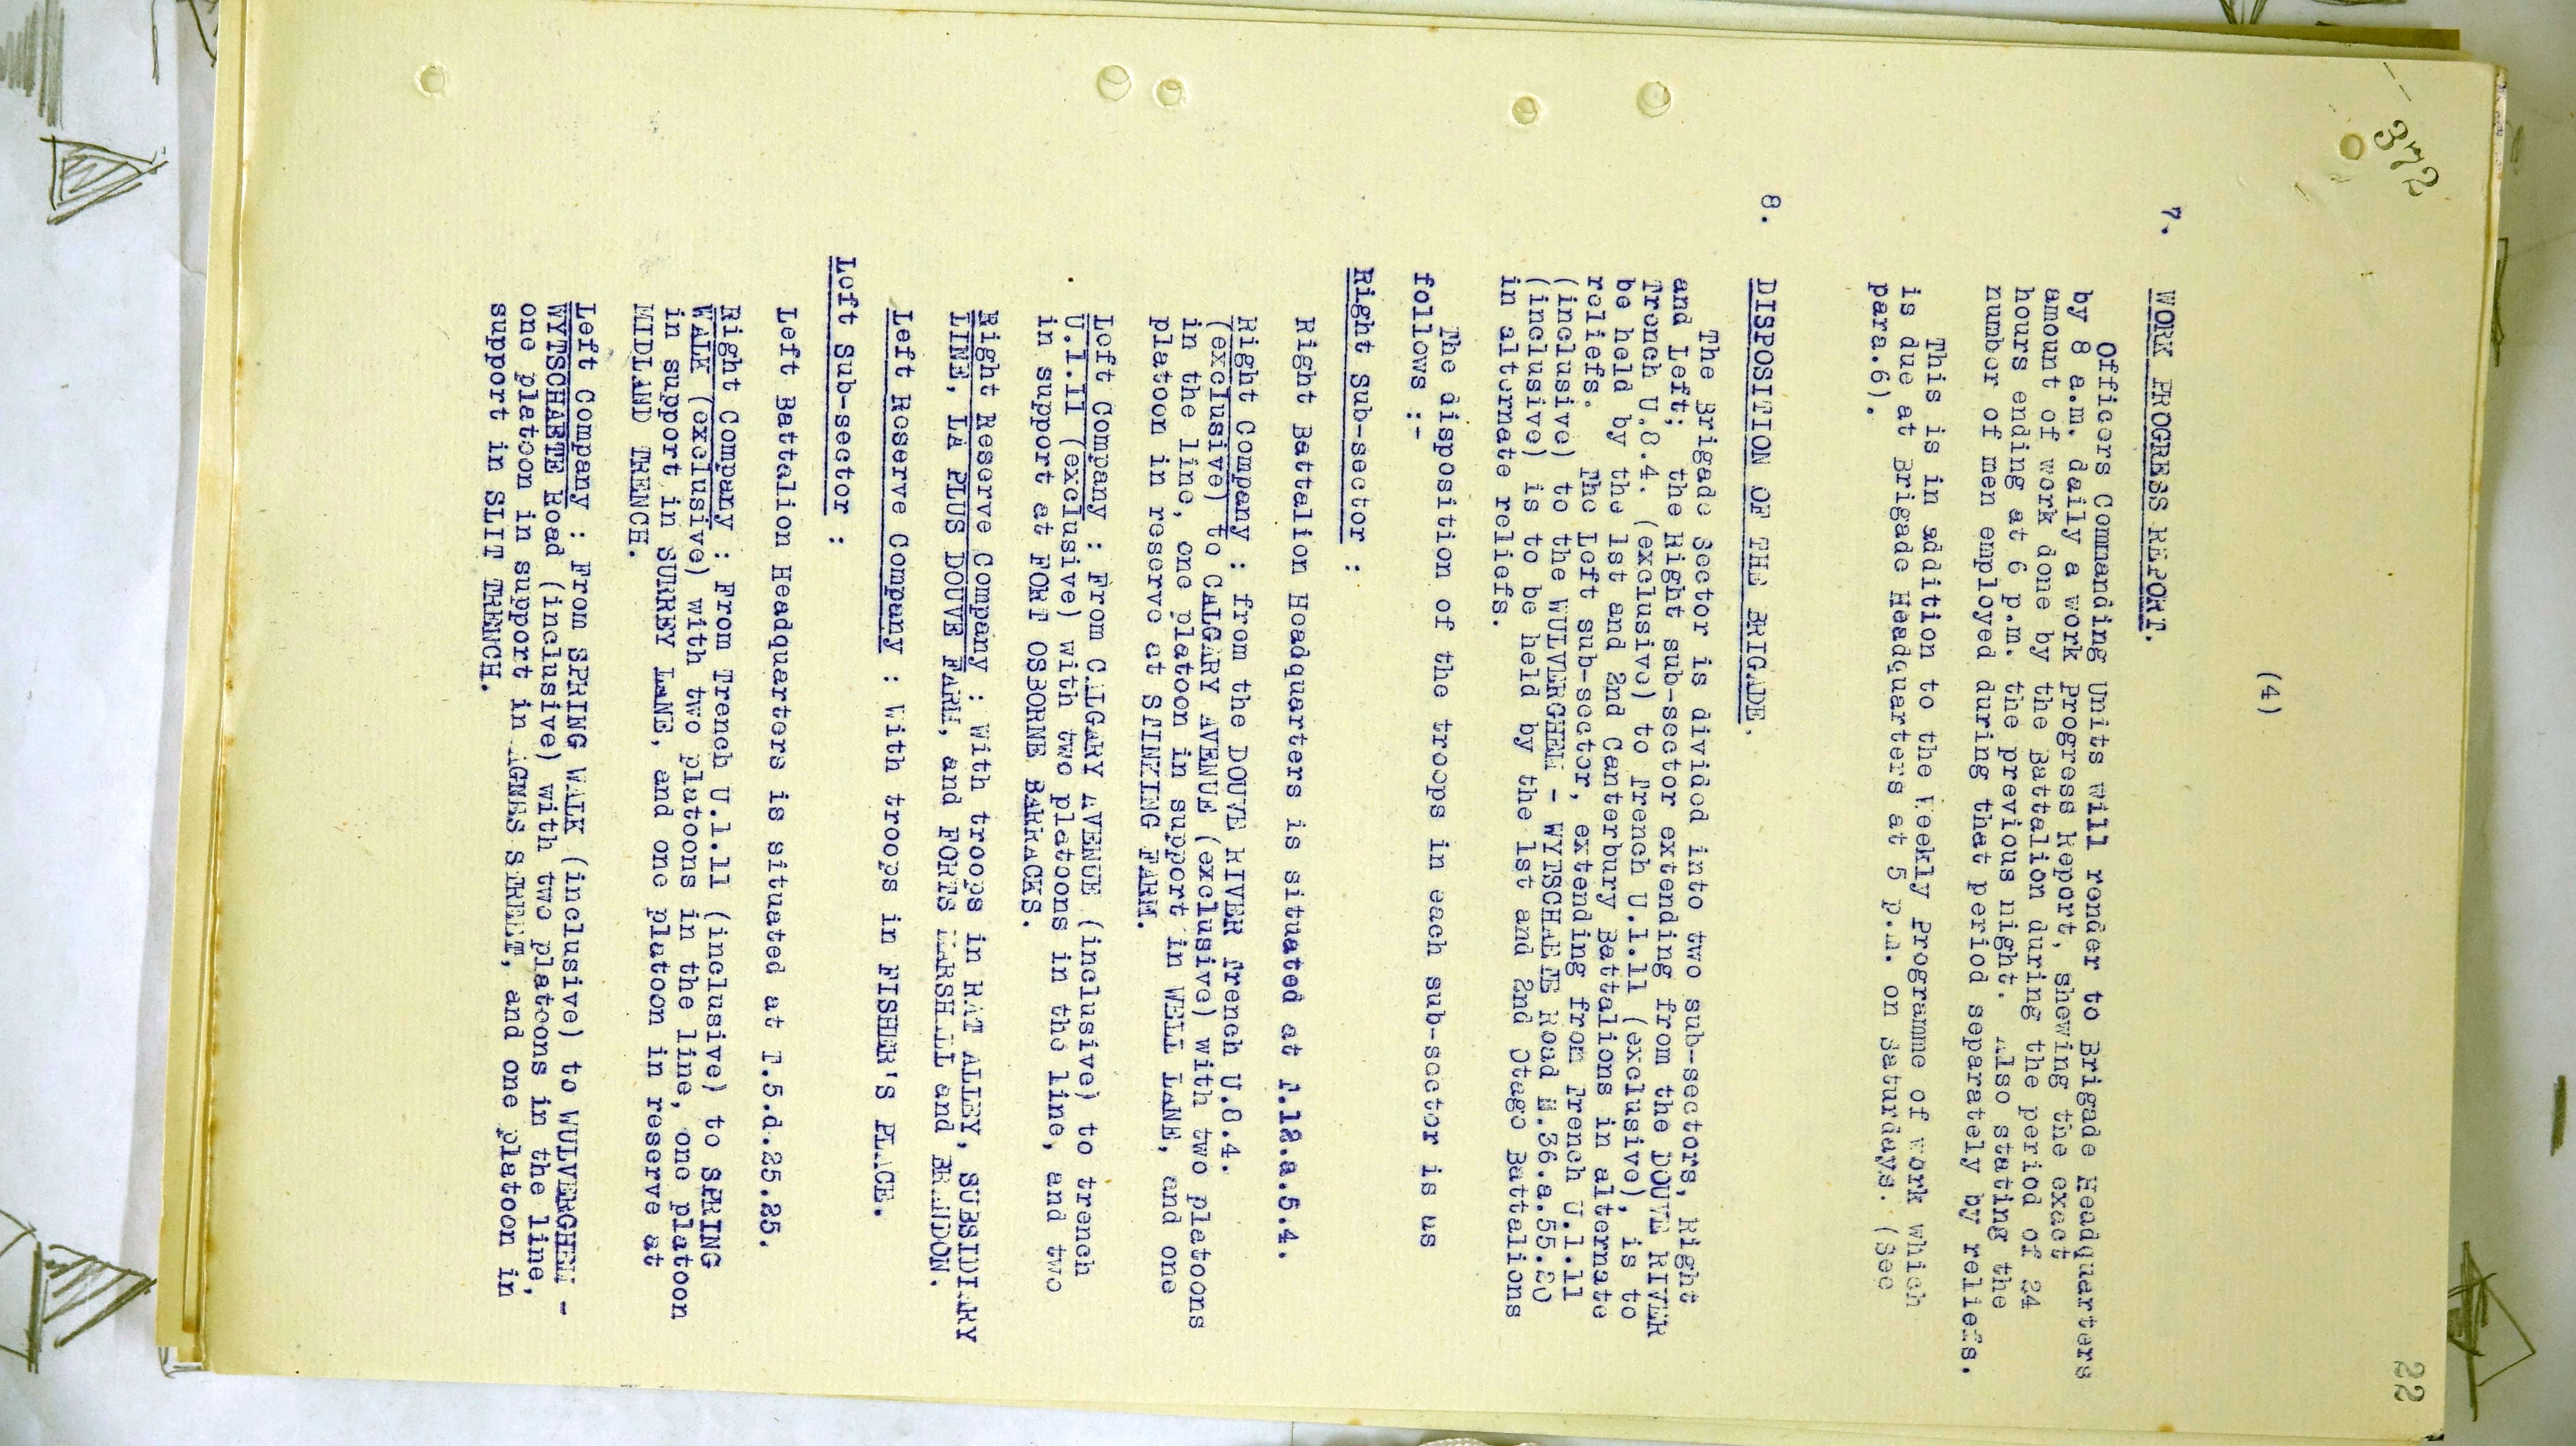 372
22
(4)
7. WORK PROGRESS REPORT.
Officers Commanding Units will render to Brigade Headquarters
by 8 a.m. daily a work Progress Report, shewing the exact
amount of work done by the Battalion during the period of 24
hours ending at 6 p.m. the previous night. Also stating the
number of men employed during that period separately by reliefs.
This is in addition to the Weekly Programme of work which
is due at Brigade Headquarters at 5 p.m. on Saturdays. (See
para.6).
8. DISPOSITION OF THE BRIGADE.
The Brigade Sector is divided into two sub-sectors, Right
and Left; the Right sub-sector extending from the DOUVE RIVER
Trench U.8.4. (exclusive) to Trench U.1.11 (exclusive), is to
be held by the 1st and 2nd Canterbury Battalions in alternate
reliefs. The Left sub-sector, extending from Trench U.1.11
(inclusive) to the WULVERGHEM - WYTSCHAETE Road N.36.a.55.20
(inclusive) is to be held by the 1st and 2nd Otago Battalions
in alternate reliefs.
The disposition of the troops in each sub-sector is as
follows :-
Right Sub-sector :
Right Battalion Headquarters is situated at T.12.a.5.4.
Right Company : from the DOUVE RIVER Trench U.8.4.
(exclusive) to CALGARY AVENUE (exclusive) with two platoons
in the line, one platoon in support in WELL LANE, and one
platoon in reserve at STINKING FARM.
Left Company : From CALGARY AVENUE (inclusive) to trench
U.1.11 (exclusive) with two platoons in the line, and two
in support at FORT OSBORNE BARRACKS.
Right Reserve Company : With troops in RAT ALLEY, SUBSIDIARY
LINE, LA PLUS DOUVE FARM, and FORTS MARSHALL and BRANDON.
Left Reserve Company : With troops in FISHER'S PLACE.
Left Sub-sector :
Left Battalion Headquarters is situated at T.5.d.25.25.
Right Company : From Trench U.1.11 (inclusive) to SPRING
WALK (exclusive) with two platoons in the line, one platoon
in support in SURREY LANE, and one platoon in reserve at
MIDLAND TRENCH.
Left Company : From SPRING WALK (inclusive) to WULVERGHEM -
WYTSCHAETE Road (inclusive) with two platoons in the line,
one platoon in support in AGNES STREET, and one platoon in
support in SLIT TRENCH.